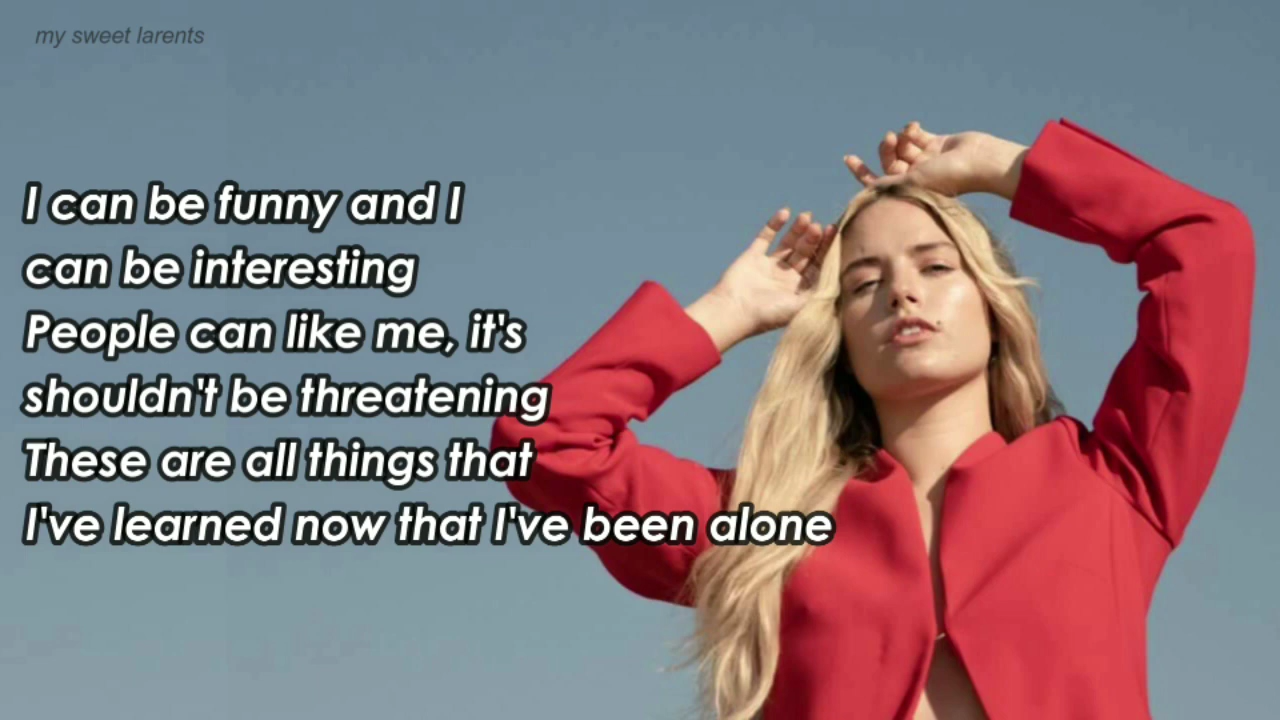 my sweet larents
I can be funny and I
can be interesting
People can like me, it's
shouldn't be threatening
These are all things that
I've learned now that I've been alone